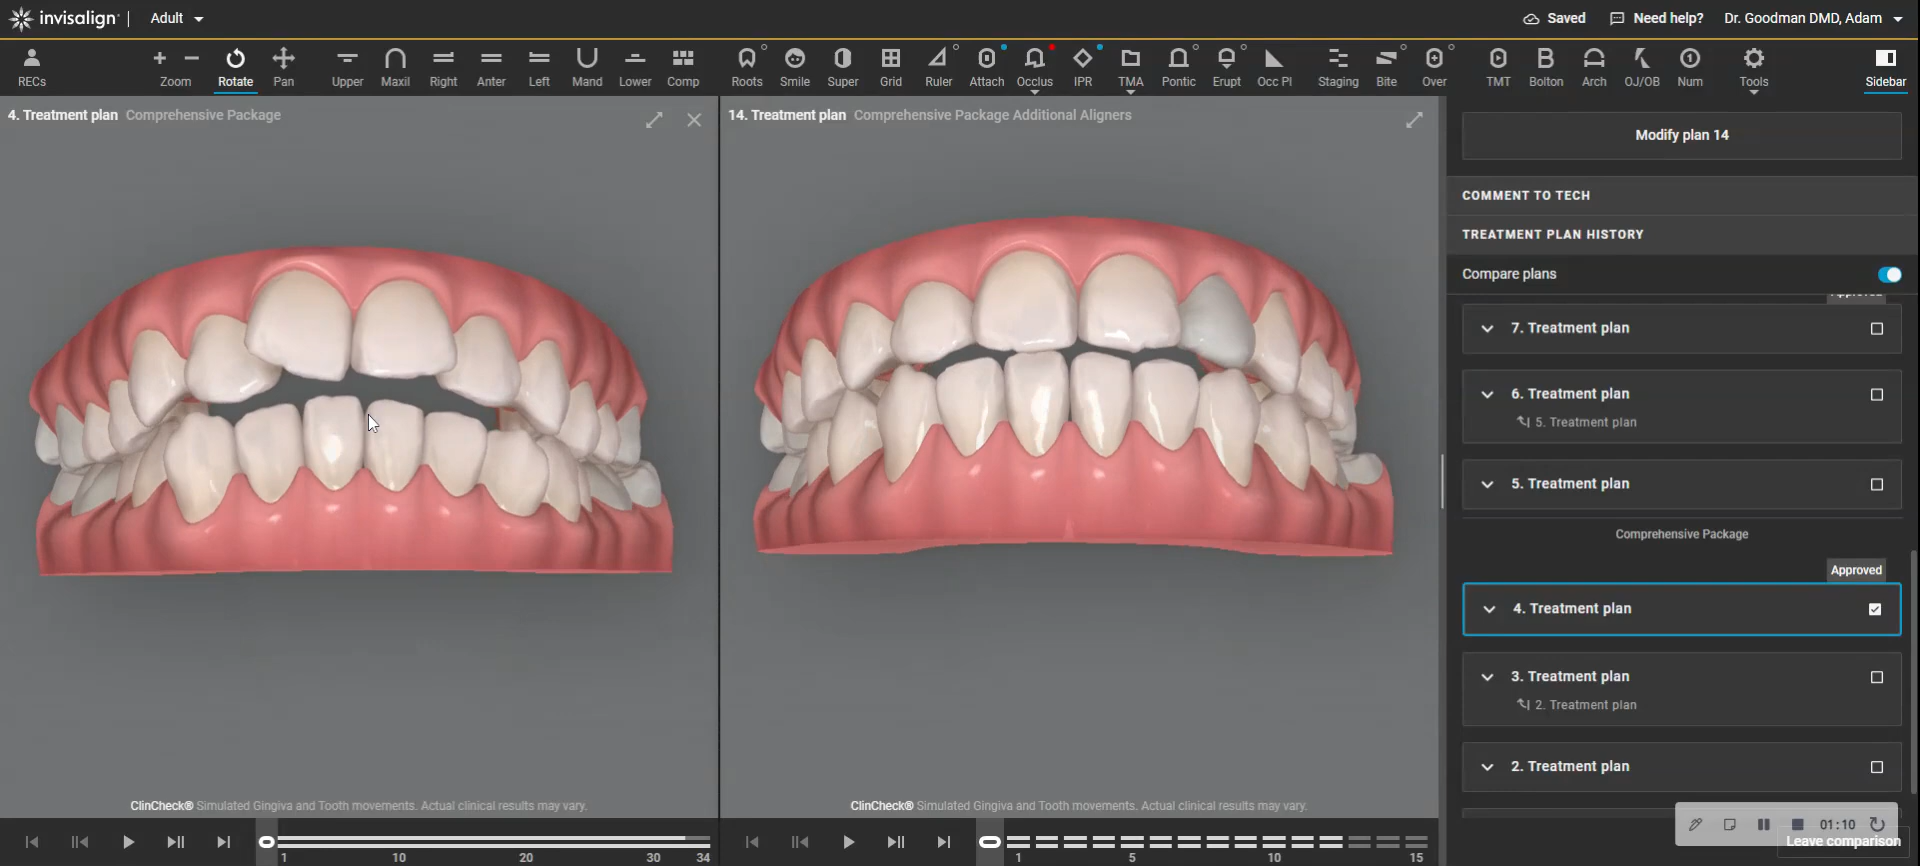 invisalign | Adult
Saved Need help? Dr. Goodman DMD, Adam
RECs Zoom Rotate Pan Upper Maxil Right Anter Left Mand Lower Comp Roots Smile Super Grid Ruler Attach Occlus IPR TMA Pontic Erupt Occ Pl Staging Bite Over TMT Bolton Arch OJ/OB Num Tools Sidebar
4. Treatment plan Comprehensive Package
14. Treatment plan Comprehensive Package Additional Aligners
Modify plan 14
COMMENT TO TECH
TREATMENT PLAN HISTORY
Compare plans
7. Treatment plan
6. Treatment plan
5. Treatment plan
5. Treatment plan
Comprehensive Package
Approved
4. Treatment plan
3. Treatment plan
2. Treatment plan
2. Treatment plan
ClinCheck® Simulated Gingiva and Tooth movements. Actual clinical results may vary.
ClinCheck® Simulated Gingiva and Tooth movements. Actual clinical results may vary.
01:10
Leave comparison
1 10 20 30 34
1 5 10 15